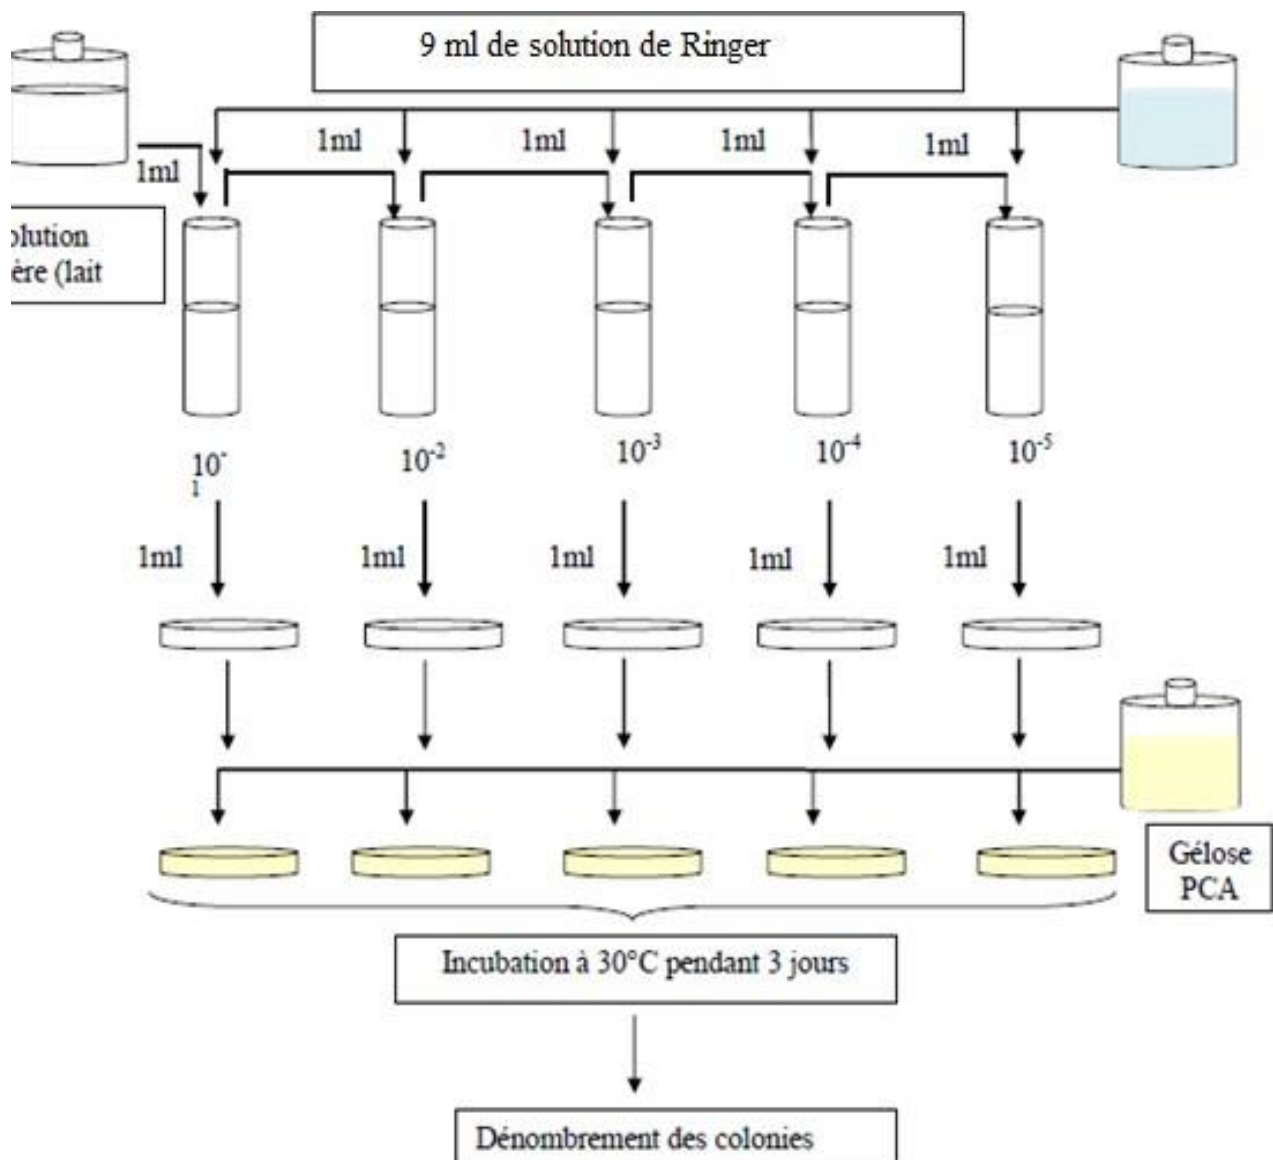 9 ml de solution de Ringer
1ml 1ml 1ml 1ml
1ml
olution
ère (lait
10⁻¹ 10⁻² 10⁻³ 10⁻⁴ 10⁻⁵
1ml 1ml 1ml 1ml 1ml
Gélose
PCA
Incubation à 30°C pendant 3 jours
Dénombrement des colonies